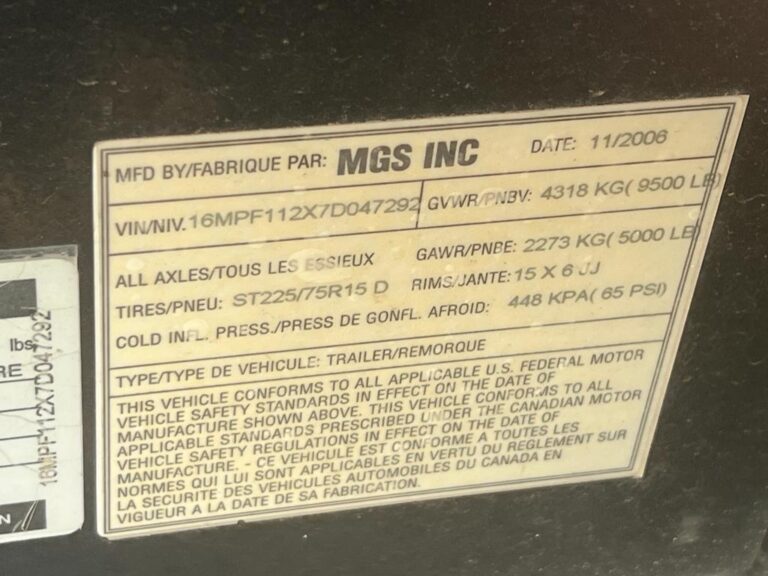 MFD BY/FABRIQUE PAR: MGS INC DATE: 11/2006
VIN/NIV. 16MPF112X7D047292 GVWR/PNBV: 4318 KG( 9500 LB
ALL AXLES/TOUS LES ESSIEUX GAWR/PNBE: 2273 KG( 5000 LB
TIRES/PNEU: ST225/75R15 D RIMS/JANTE: 15 X 6 JJ
COLD INFL. PRESS./PRESS DE GONFL. AFROID: 448 KPA( 65 PSI)
TYPE/TYPE DE VEHICULE: TRAILER/REMORQUE
THIS VEHICLE CONFORMS TO ALL APPLICABLE U.S. FEDERAL MOTOR
VEHICLE SAFETY STANDARDS IN EFFECT ON THE DATE OF
MANUFACTURE SHOWN ABOVE. THIS VEHICLE CONFORMS TO ALL
APPLICABLE STANDARDS PRESCRIBED UNDER THE CANADIAN MOTOR
VEHICLE SAFETY REGULATIONS IN EFFECT ON THE DATE OF
MANUFACTURE. - CE VEHICULE EST CONFORME A TOUTES LES
NORMES QUI LUI SONT APPLICABLES EN VERTU DU REGLEMENT SUR
LA SECURITE DES VEHICULES AUTOMOBILES DU CANADA EN
VIGUEUR A LA DATE DE SA FABRICATION.
lbs
RE
16MPF112X7D047292
N